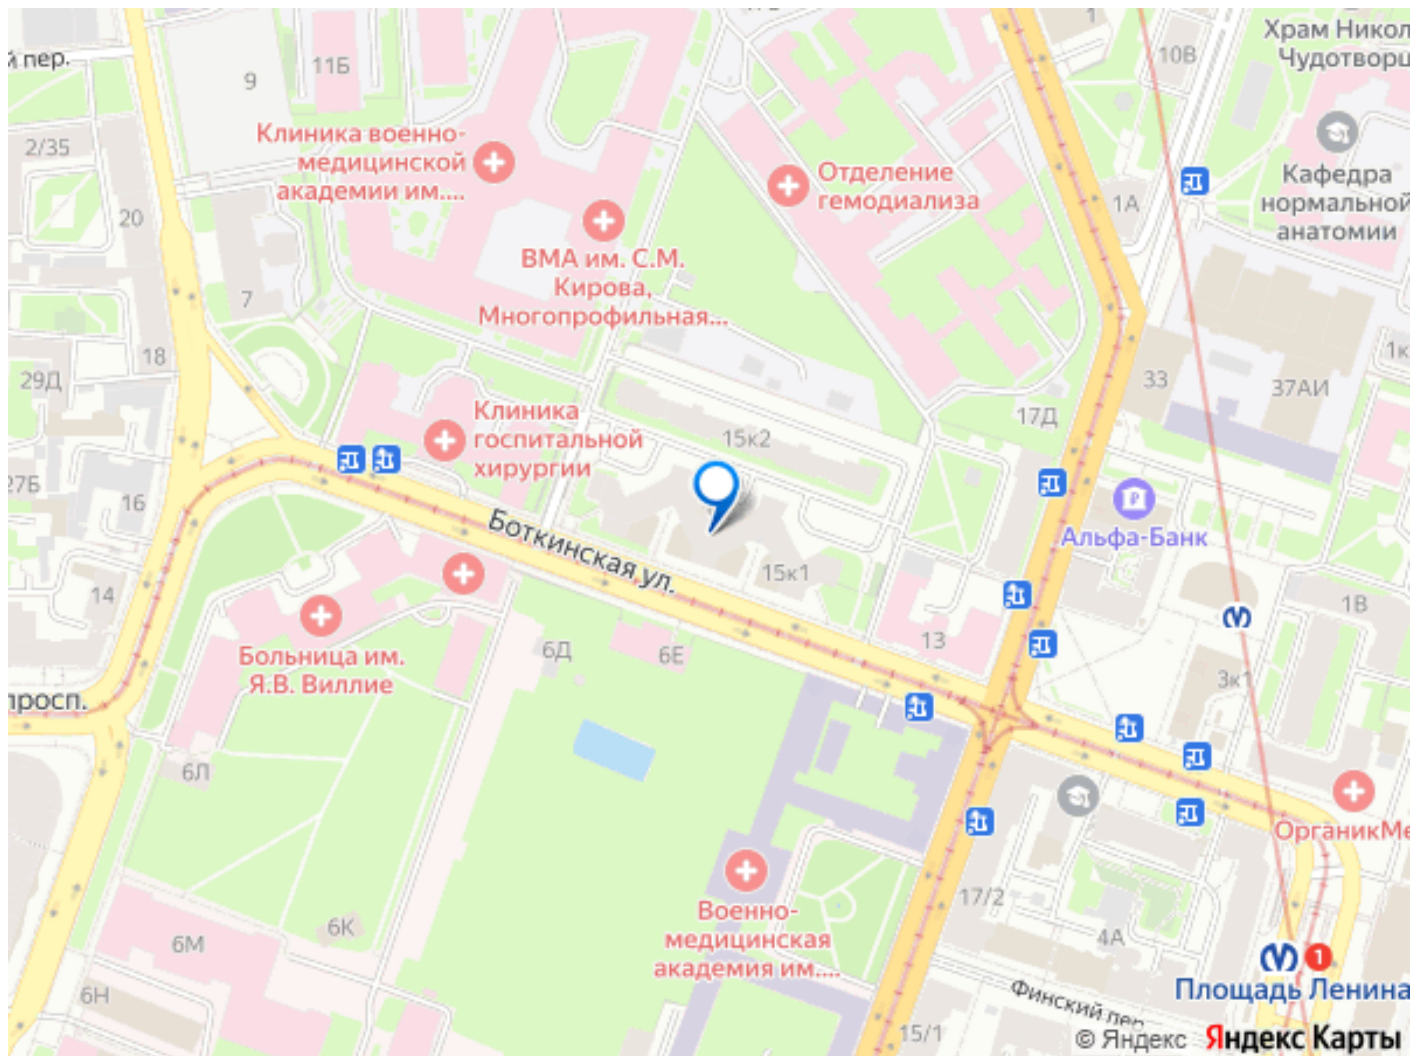 й пер.
9
11Б
1
10В
Храм Никол
Чудотворц
2/35
Клиника военно-
медицинской
академии им....
Отделение
гемодиализа
Кафедра
нормальной
анатомии
20
1А
ВМА им. С.М.
Кирова,
Многопрофильная...
7
18
29Д
33
1к
37АИ
17Д
Клиника
госпитальной
хирургии
15к2
27Б
16
Боткинская ул.
Альфа-Банк
15к1
14
1В
13
6Д
6Е
Больница им.
Я.В. Виллие
3к1
просп.
6Л
ОрганикМе
17/2
Военно-
медицинская
академия им....
6К
6М
4А
1
Площадь Ленина
6Н
Финский пер.
15/1
© Яндекс Яндекс Карты